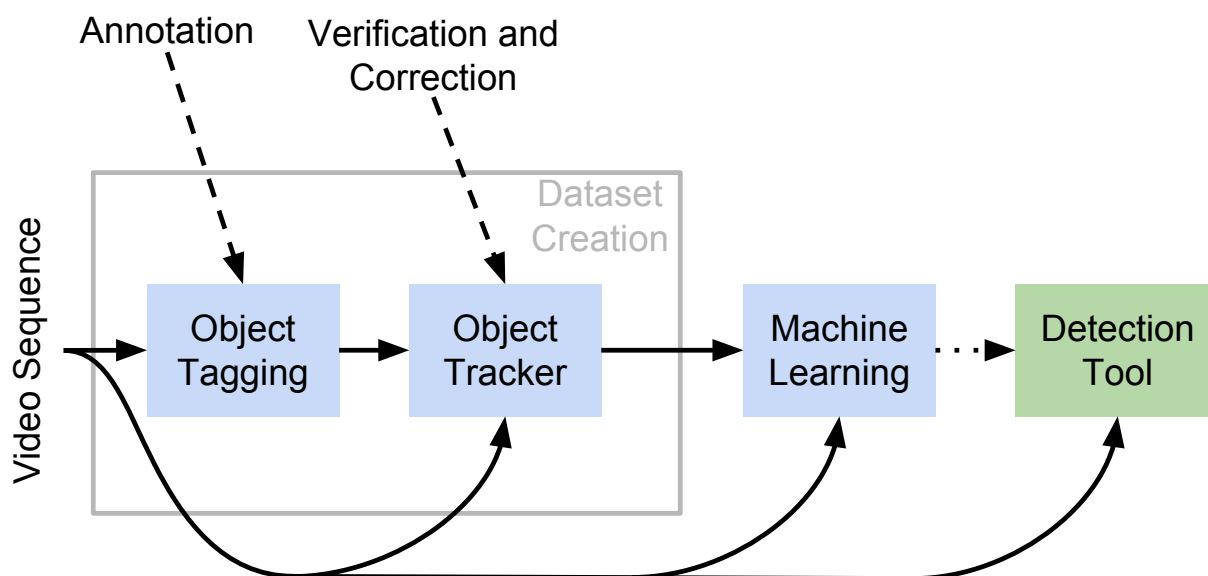 Annotation
Verification and
Correction
Dataset
Creation
Video Sequence
Object
Tagging
Object
Tracker
Machine
Learning
Detection
Tool